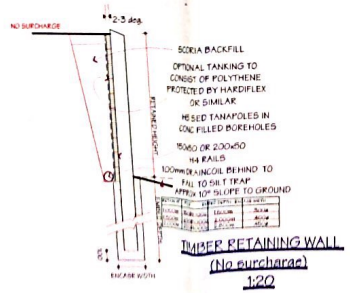 NO SURCHARGE
2-3 deg.
SCORIA BACKFILL
OPTIONAL TANKING TO
CONSIST OF POLYTHENE
PROTECTED BY HARDIFLEX
OR SIMILAR
H5 SED TANAPOLES IN
CONC FILLED BOREHOLES
150x50 OR 200x50
H4 RAILS
100mm DRAINCOIL BEHIND TO
FALL TO SILT TRAP
APPROX 10° SLOPE TO GROUND
RETAINED HEIGHT
ENCASE WIDTH
TIMBER RETAINING WALL
(No surcharge)
1:20